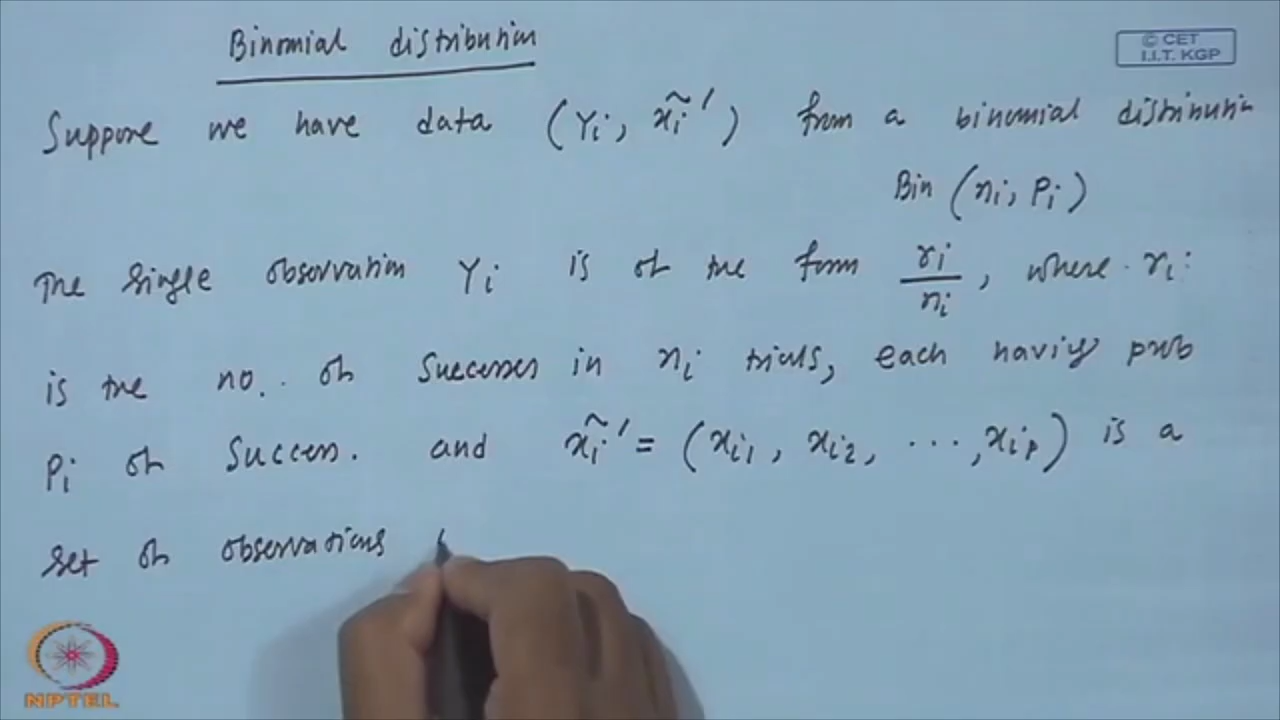 Binomial distribution
© CET
I.I.T. KGP
Suppose we have data (Yi, x̃i′) from a binomial distribution
Bin (ni, Pi)
The single observation Yi is of the form ri/ni, where ri:
is the no. of successes in ni trials, each having prob
Pi of success. and x̃i′ = (xi1, xi2, ..., xip) is a
set of observations
NPTEL